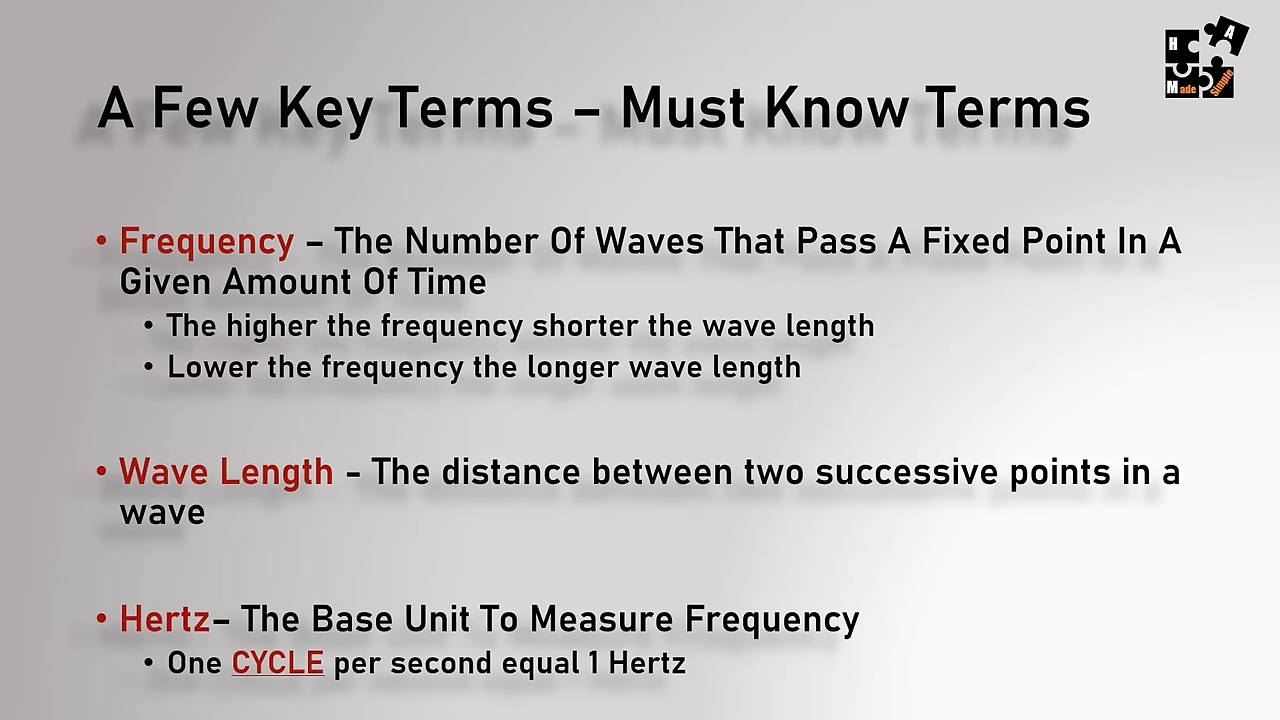 H A
Made Simple
A Few Key Terms – Must Know Terms
• Frequency – The Number Of Waves That Pass A Fixed Point In A
Given Amount Of Time
• The higher the frequency shorter the wave length
• Lower the frequency the longer wave length
• Wave Length - The distance between two successive points in a
wave
• Hertz– The Base Unit To Measure Frequency
• One CYCLE per second equal 1 Hertz